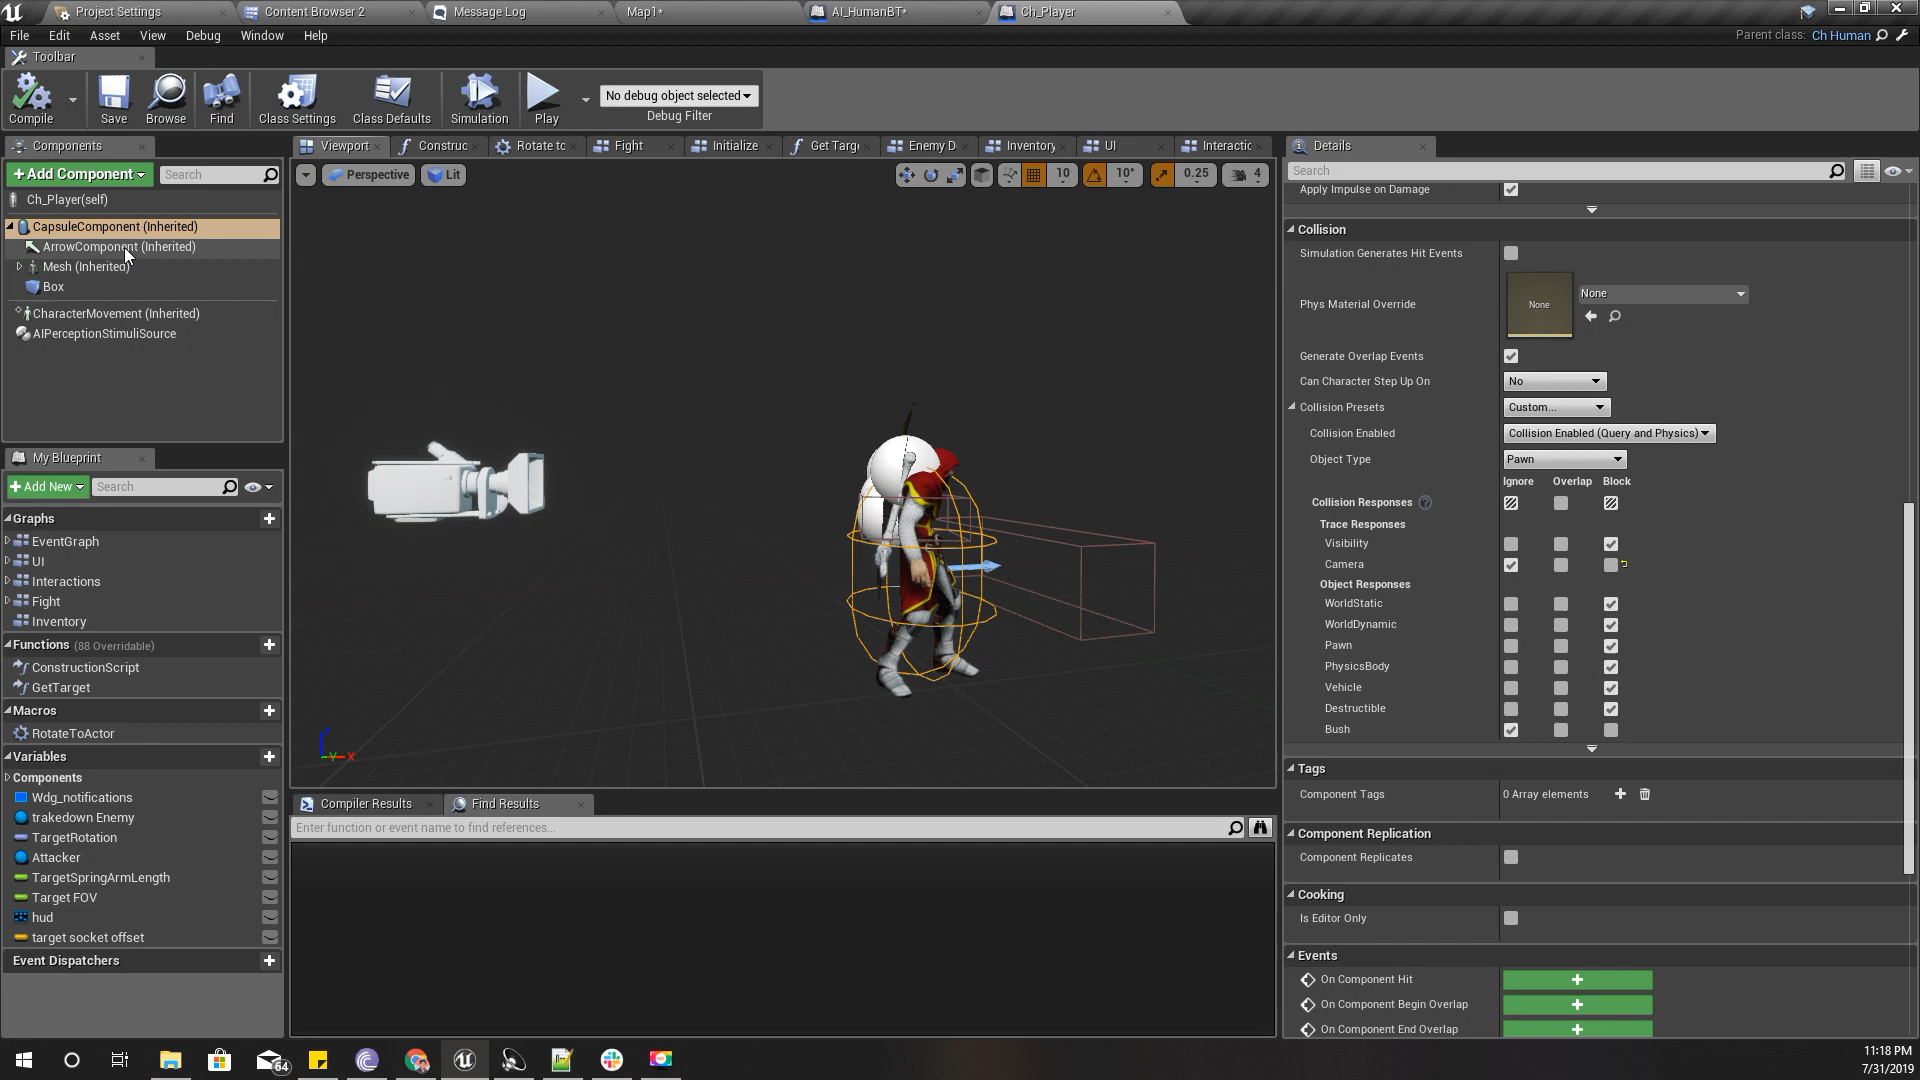 Project Settings
Content Browser 2
Message Log
Map1*
AI_HumanBT*
Ch_Player
File Edit Asset View Debug Window Help
Parent class: Ch Human
Toolbar
Compile
Save
Browse
Find
Class Settings
Class Defaults
Simulation
Play
No debug object selected
Debug Filter
Components
+Add Component
Search
Ch_Player(self)
CapsuleComponent (Inherited)
ArrowComponent (Inherited)
Mesh (Inherited)
Box
CharacterMovement (Inherited)
AIPerceptionStimuliSource
My Blueprint
+Add New
Search
Graphs
EventGraph
UI
Interactions
Fight
Inventory
Functions (88 Overridable)
ConstructionScript
GetTarget
Macros
RotateToActor
Variables
Components
Wdg_notifications
trakedown Enemy
TargetRotation
Attacker
TargetSpringArmLength
Target FOV
hud
target socket offset
Event Dispatchers
Viewport
Construc
Rotate to
Fight
Initialize
Get Targ
Enemy D
Inventory
UI
Interactic
Perspective
Lit
10
10°
0.25
4
Z
Y
X
Compiler Results
Find Results
Enter function or event name to find references...
Details
Search
Apply Impulse on Damage
Collision
Simulation Generates Hit Events
Phys Material Override
None
None
Generate Overlap Events
Can Character Step Up On
No
Collision Presets
Custom...
Collision Enabled
Collision Enabled (Query and Physics)
Object Type
Pawn
Ignore Overlap Block
Collision Responses
Trace Responses
Visibility
Camera
Object Responses
WorldStatic
WorldDynamic
Pawn
PhysicsBody
Vehicle
Destructible
Bush
Tags
Component Tags
0 Array elements
Component Replication
Component Replicates
Cooking
Is Editor Only
Events
On Component Hit
On Component Begin Overlap
On Component End Overlap
64
11:18 PM
7/31/2019